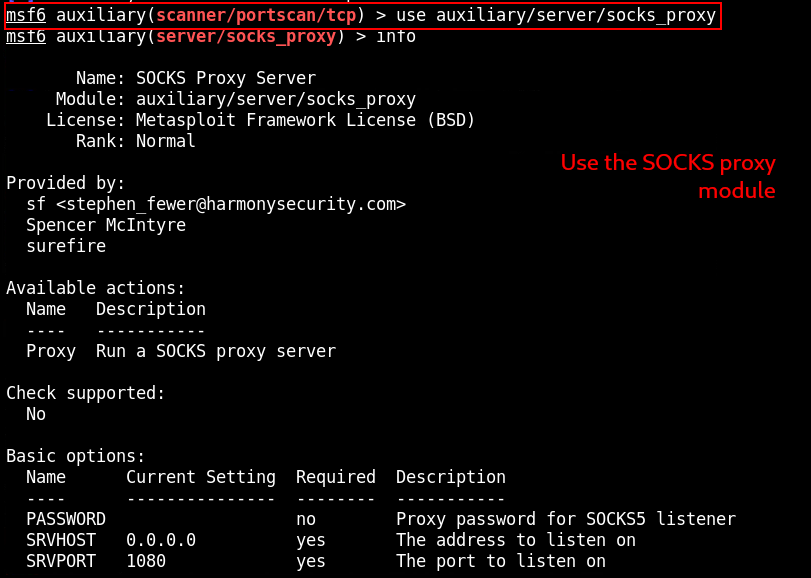 msf6 auxiliary(scanner/portscan/tcp) > use auxiliary/server/socks_proxy
msf6 auxiliary(server/socks_proxy) > info
Name: SOCKS Proxy Server
Module: auxiliary/server/socks_proxy
License: Metasploit Framework License (BSD)
Rank: Normal
Use the SOCKS proxy
module
Provided by:
sf <stephen_fewer@harmonysecurity.com>
Spencer McIntyre
surefire
Available actions:
Name Description
---- -----------
Proxy Run a SOCKS proxy server
Check supported:
No
Basic options:
Name Current Setting Required Description
---- --------------- -------- -----------
PASSWORD no Proxy password for SOCKS5 listener
SRVHOST 0.0.0.0 yes The address to listen on
SRVPORT 1080 yes The port to listen on